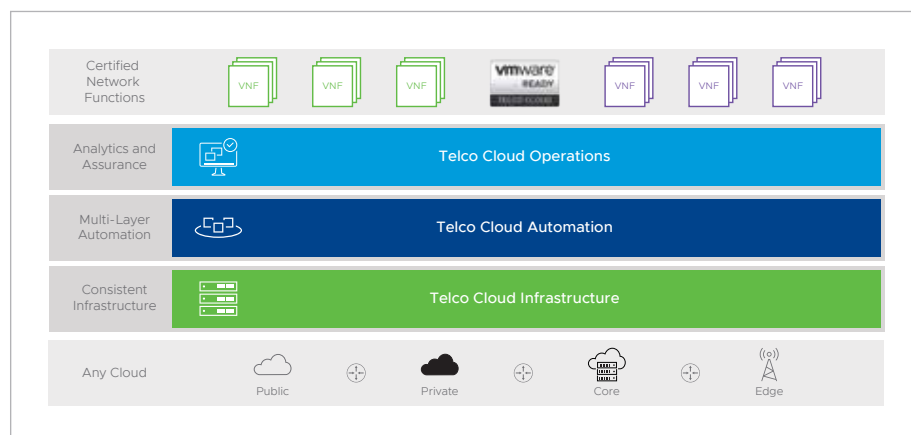 Certified
Network
Functions
VNF
VNF
VNF
vmware
READY
TELCO CLOUD
VNF
VNF
VNF
Analytics and
Assurance
Telco Cloud Operations
Multi-Layer
Automation
Telco Cloud Automation
Consistent
Infrastructure
Telco Cloud Infrastructure
Any Cloud
Public
Private
Core
Edge